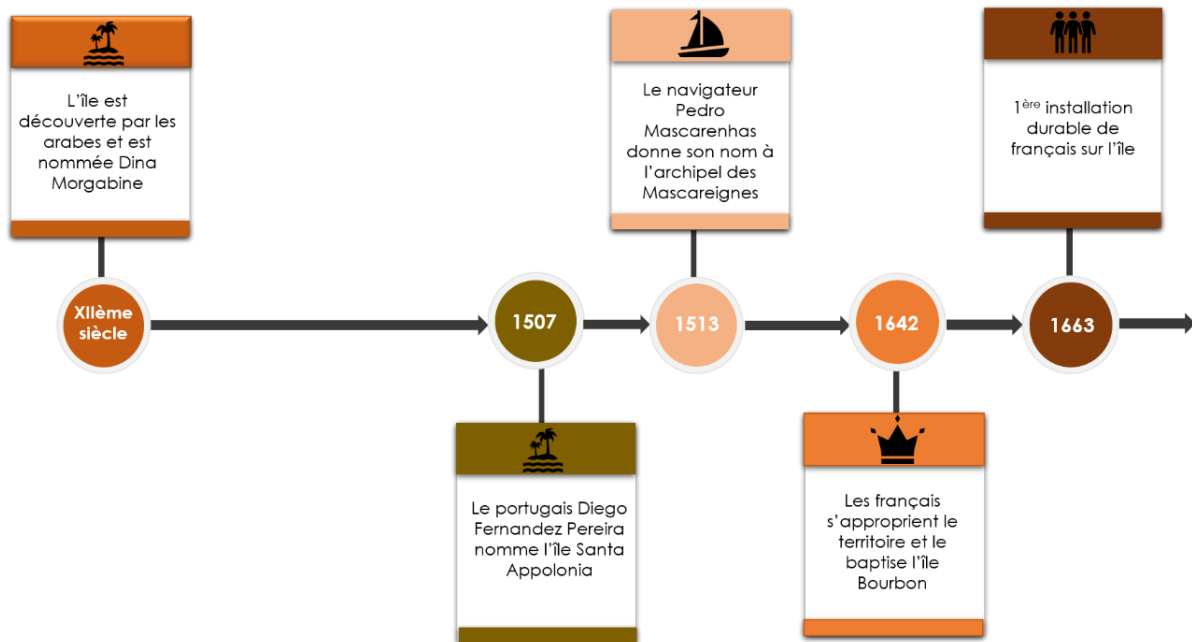 L'île est
découverte par les
arabes et est
nommée Dina
Morgabine
XIIème
siècle
1507
Le portugais Diego
Fernandez Pereira
nomme l'île Santa
Appolonia
Le navigateur
Pedro
Mascarenhas
donne son nom à
l'archipel des
Mascareignes
1513
1642
Les français
s'approprient le
territoire et le
baptise l'île
Bourbon
1ère installation
durable de
français sur l'île
1663